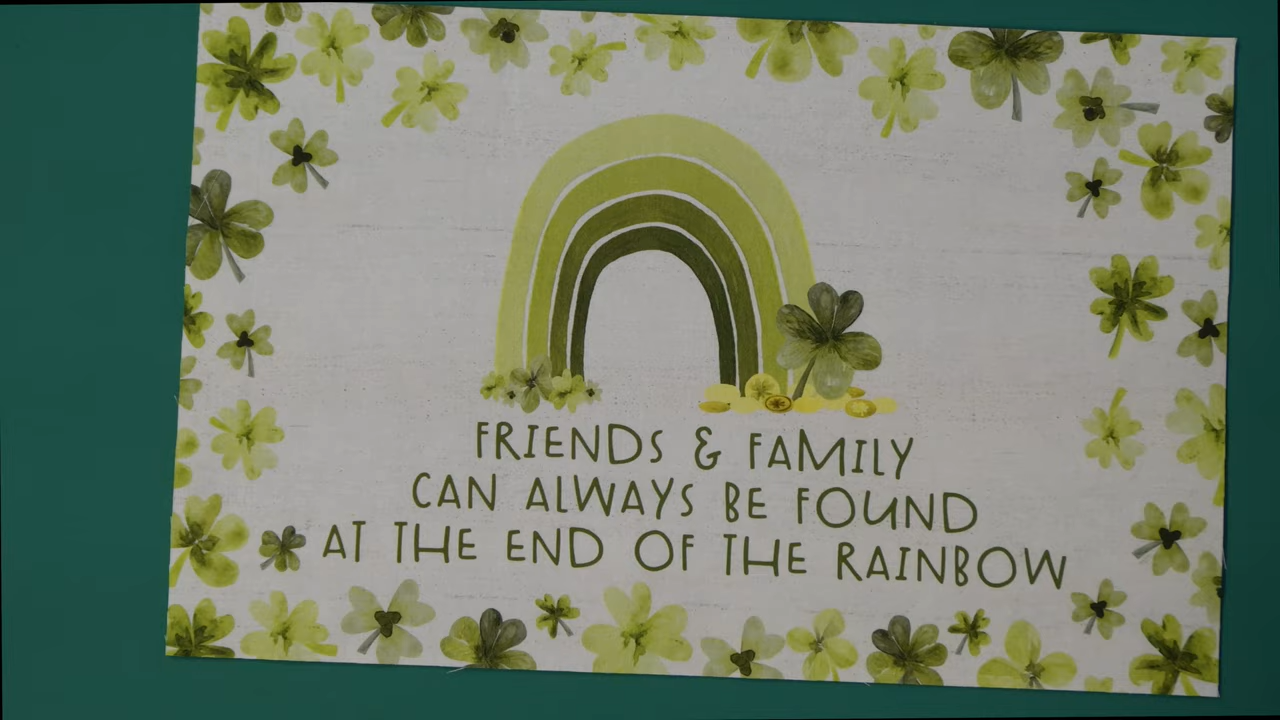 FRIENDS & FAMILY
CAN ALWAYS BE FOUND
AT THE END OF THE RAINBOW